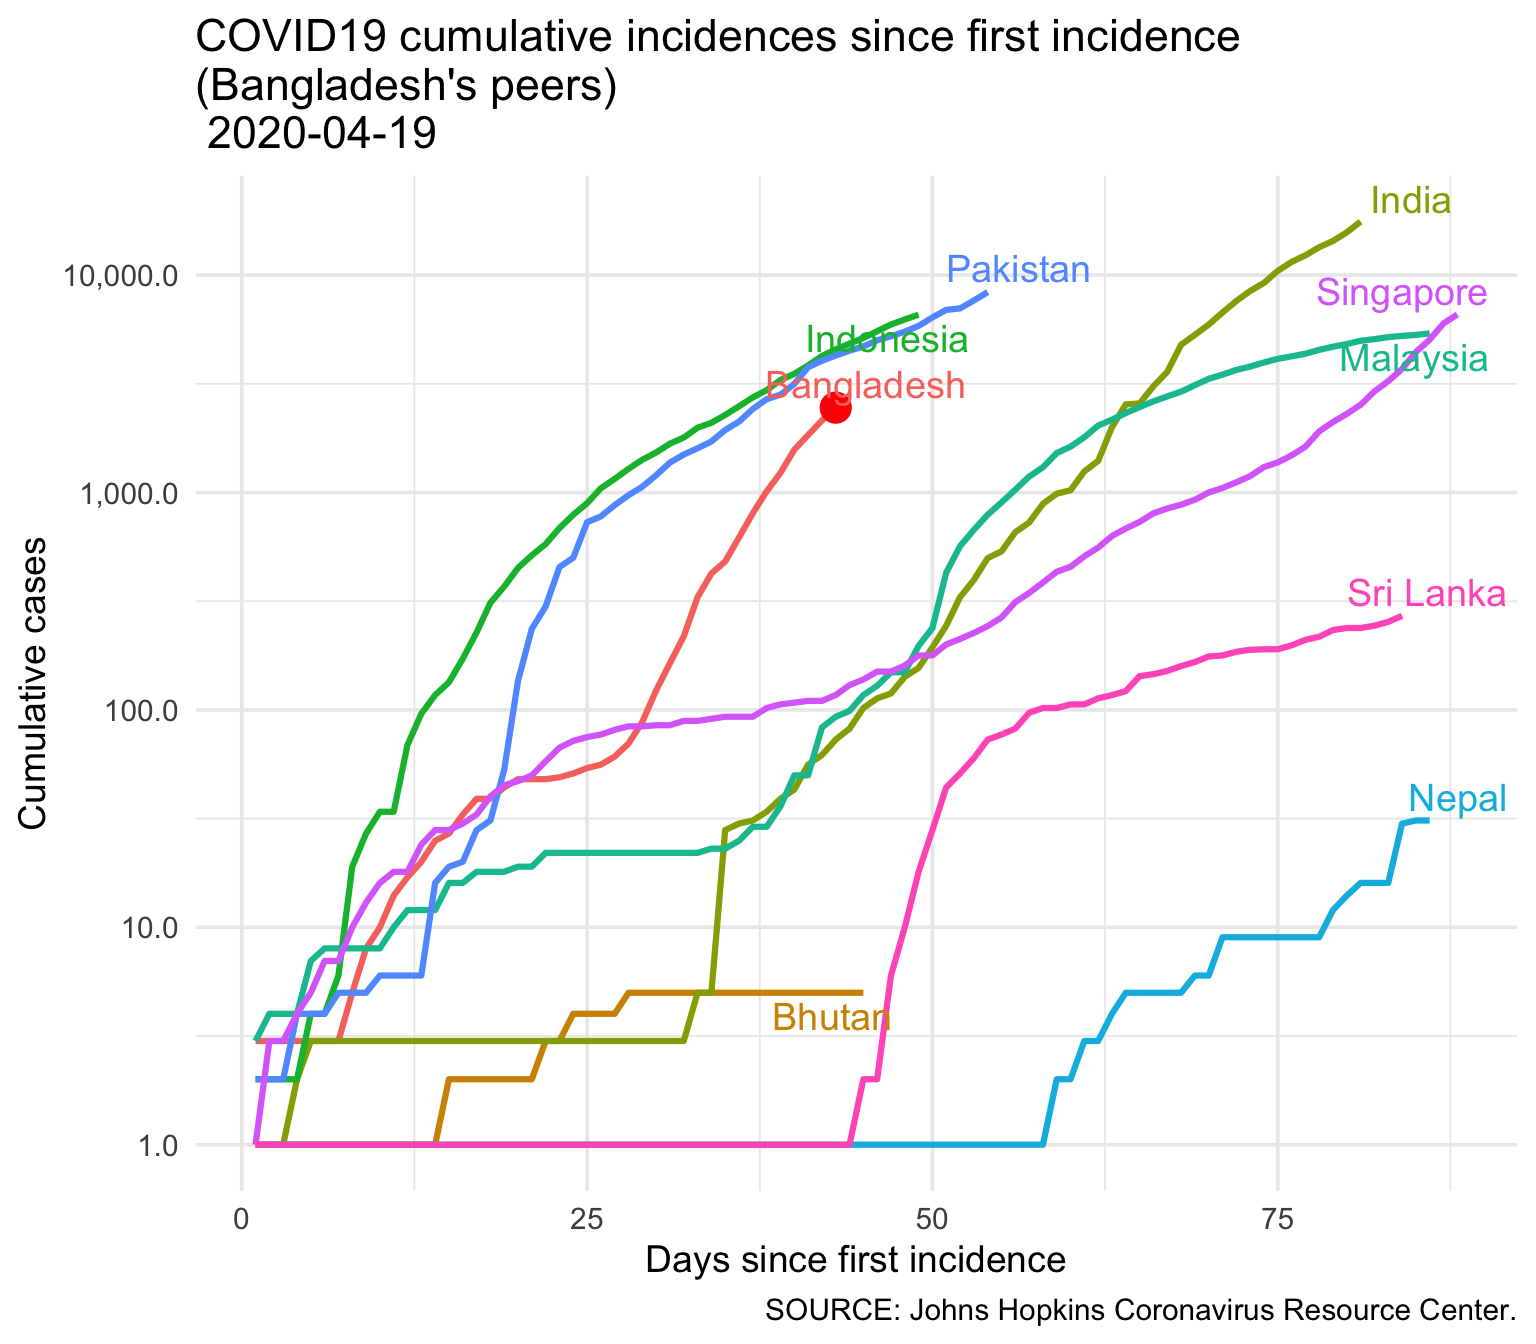 COVID19 cumulative incidences since first incidence
(Bangladesh's peers)
2020-04-19
India
Pakistan
10,000.0
Singapore
Indonesia
Malaysia
Bangladesh
1,000.0
Sri Lanka
100.0
Nepal
10.0
Bhutan
1.0
Cumulative cases
0 25 50 75
Days since first incidence
SOURCE: Johns Hopkins Coronavirus Resource Center.